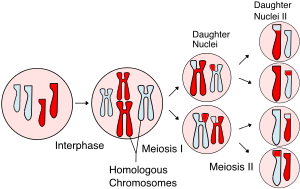 Daughter
Nuclei II
Daughter
Nuclei
Interphase
Meiosis I
Homologous
Chromosomes
Meiosis II